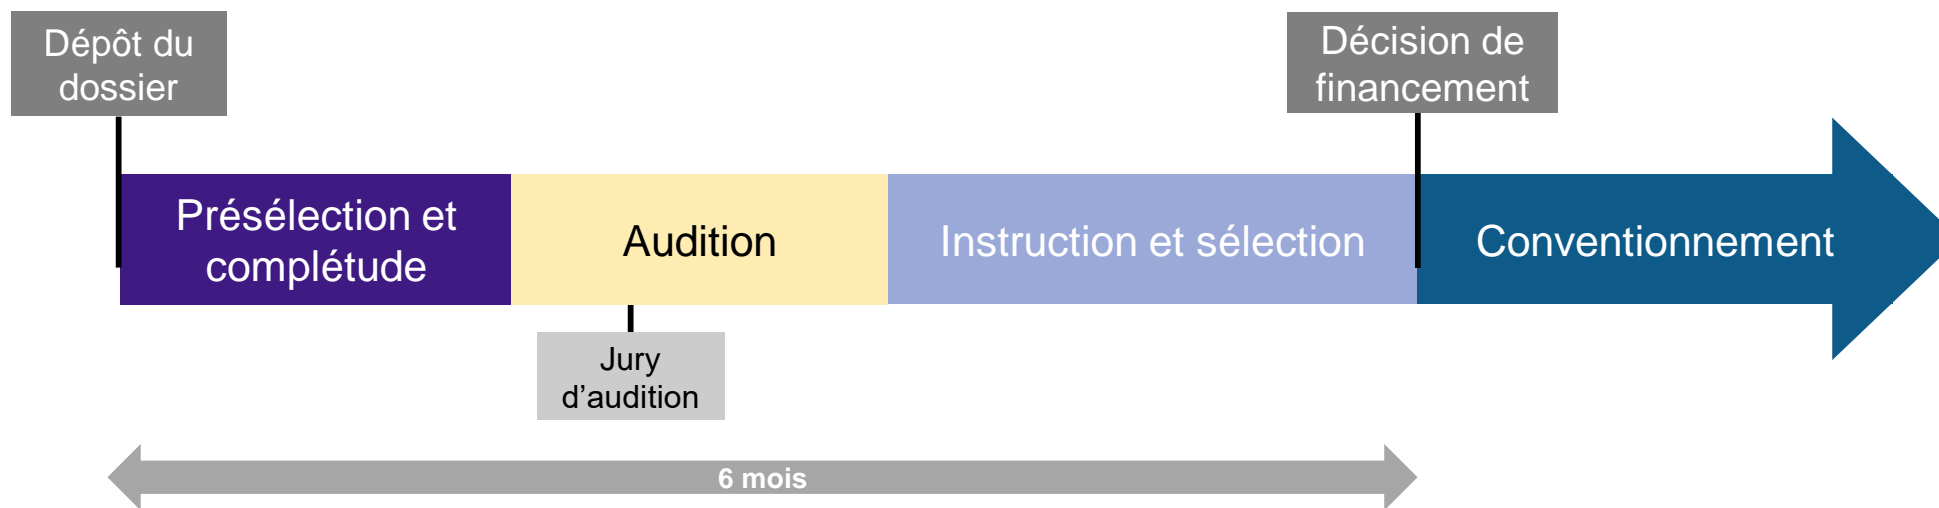 Dépôt du
dossier
Décision de
financement
Présélection et
complétude
Audition
Instruction et sélection
Conventionnement
Jury
d’audition
6 mois